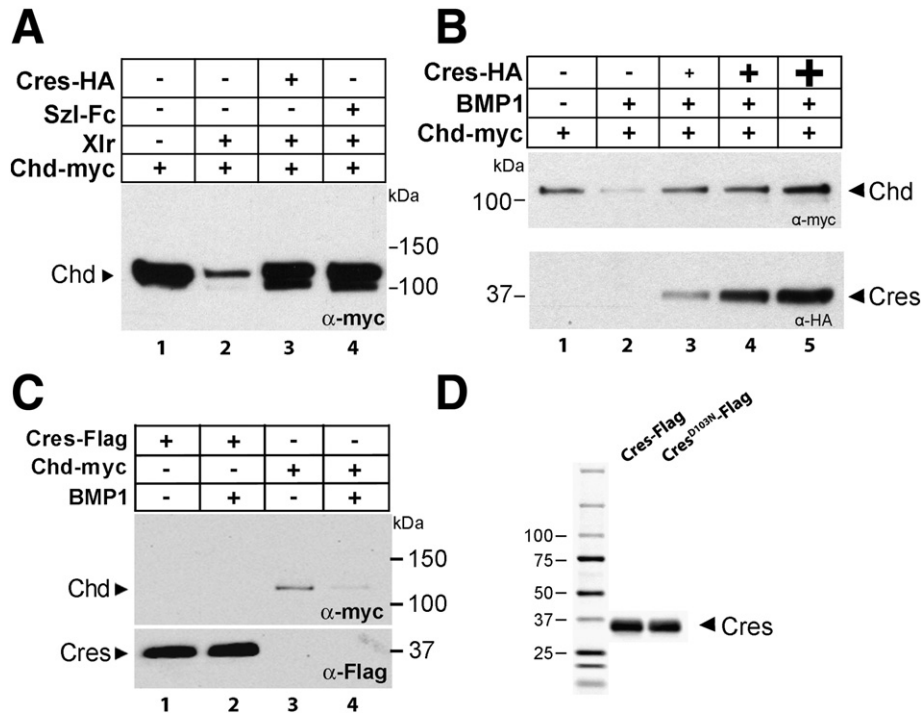 A
Cres-HA - - + -
Szl-Fc - - - +
Xlr - + + +
Chd-myc + + + +
kDa
-150
Chd
-100
α-myc
1 2 3 4
B
Cres-HA - - + + +
BMP1 - + + + +
Chd-myc + + + + +
kDa
100-
Chd
α-myc
37-
Cres
α-HA
1 2 3 4 5
C
Cres-Flag + + - -
Chd-myc - - + +
BMP1 - + - +
kDa
- 150
Chd
- 100
α-myc
Cres
- 37
α-Flag
1 2 3 4
D
Cres-Flag
Cres^D103N-Flag
100-
75-
50-
37-
Cres
25-